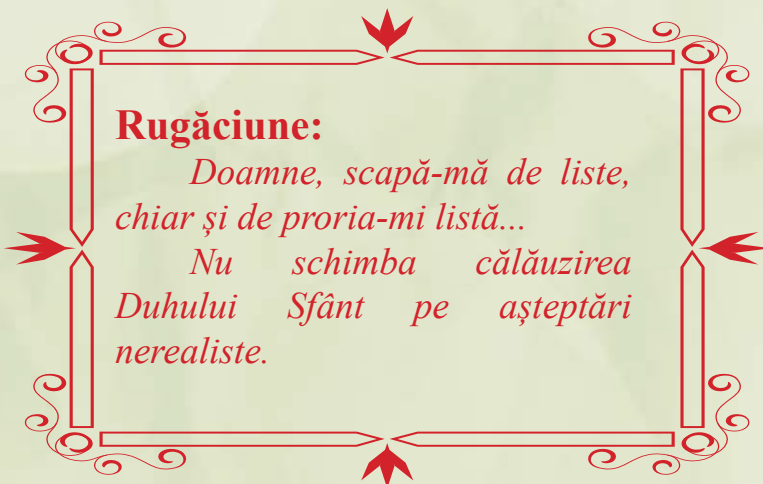 Rugăciune:
Doamne, scapă-mă de liste,
chiar și de proria-mi listă...
Nu schimba călăuzirea
Duhului Sfânt pe așteptări
nerealiste.